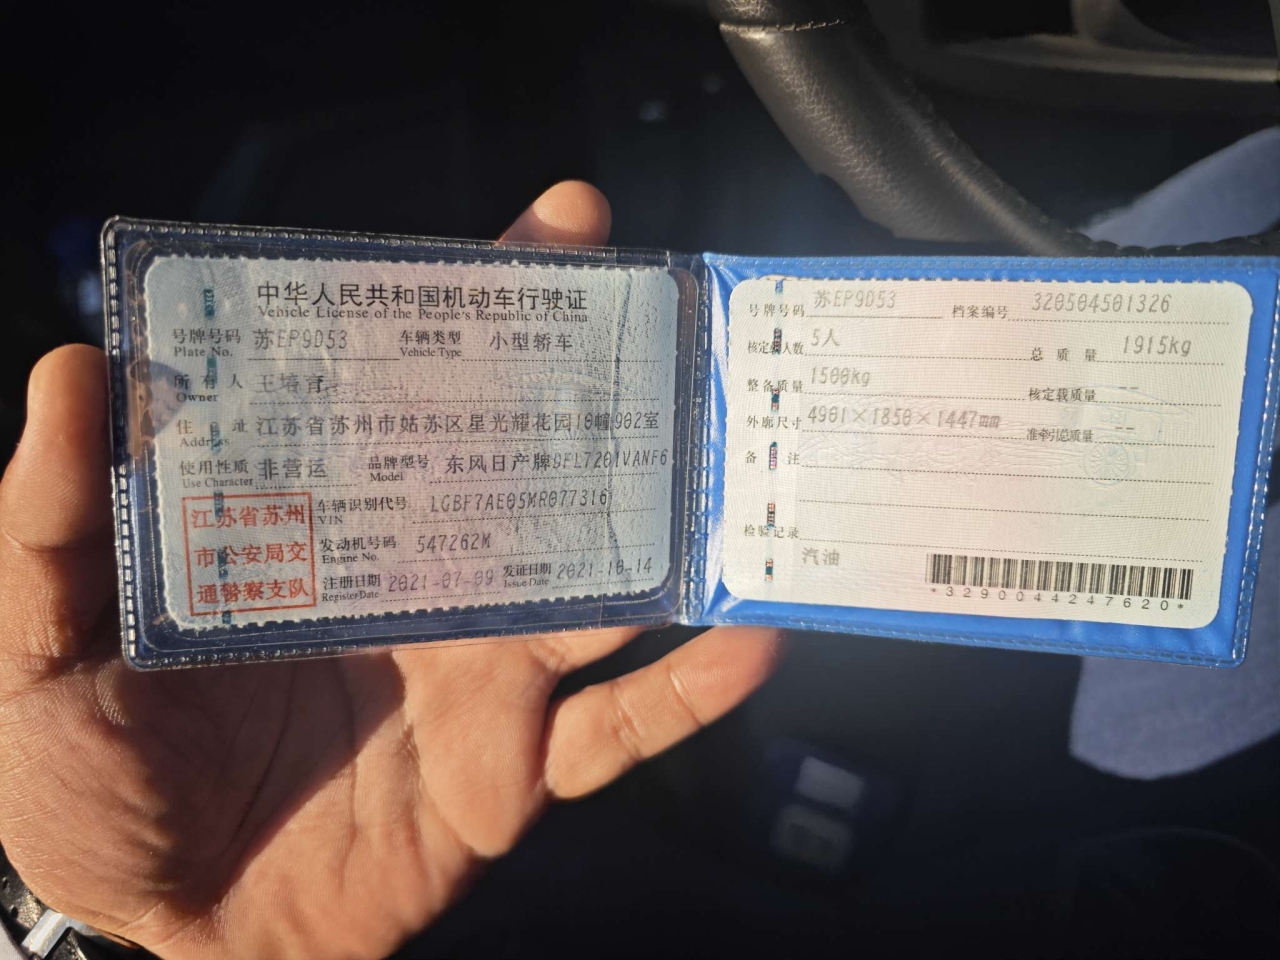 中华人民共和国机动车行驶证
Vehicle License of the People's Republic of China
号牌号码 苏EP9D53 车辆类型 小型轿车
Plate No. Vehicle Type
所有人 王培育
Owner
住址 江苏省苏州市姑苏区星光耀花园10幢902室
Address
使用性质 非营运 品牌型号 东风日产牌DFL7201VANF6
Use Character Model
江苏省苏州
市公安局交
通警察支队
车辆识别代号 LGBF7AE05MR077316
VIN
发动机号码 547262M
Engine No.
注册日期 2021-07-09 发证日期 2021-10-14
Register Date Issue Date
号牌号码 苏EP9D53 档案编号 320504501326
核定载人数 5人 总质量 1915kg
整备质量 1500kg 核定载质量 --
外廓尺寸 4901×1850×1447mm 准牵引总质量 --
备注
检验记录
汽油
*3290044247620*